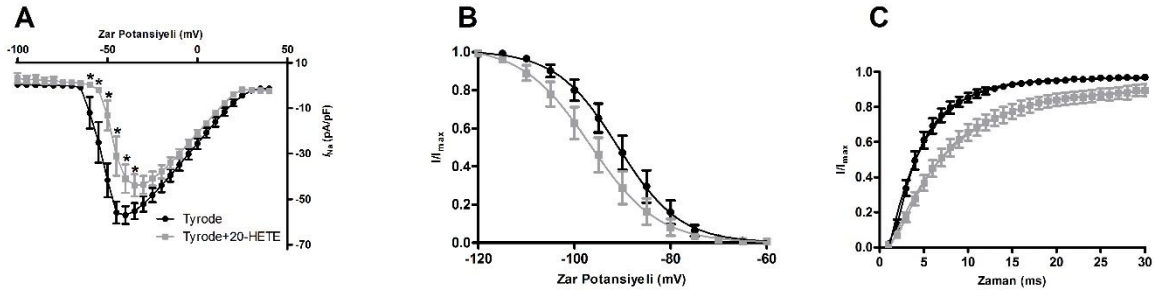 A
Zar Potansiyeli (mV)
-100
-50
0
50
10
-10
-30
-50
-70
I_Na (pA/pF)
* * * * * *
Tyrode
Tyrode+20-HETE
B
1.0
0.8
0.6
0.4
0.2
0.0
I/Imax
-120
-100
-80
-60
Zar Potansiyeli (mV)
C
1.0
0.8
0.6
0.4
0.2
0.0
I/Imax
0
5
10
15
20
25
30
Zaman (ms)